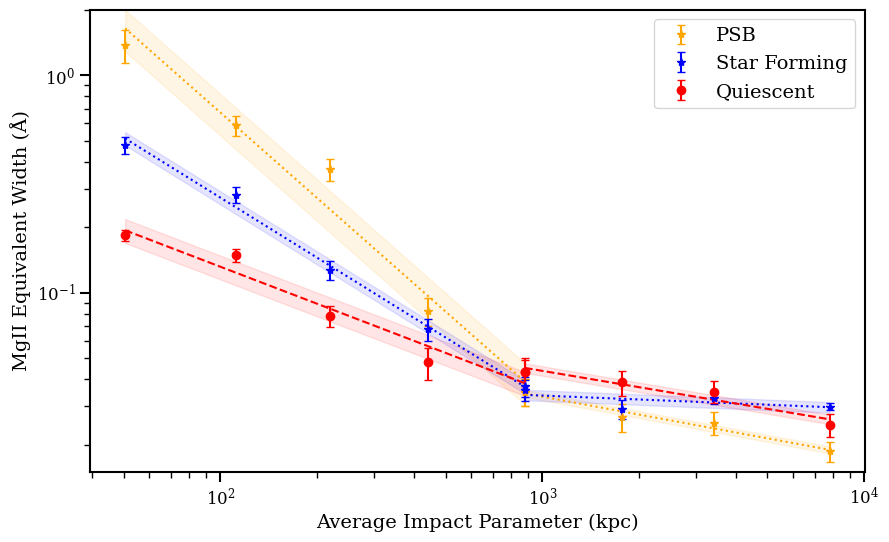 PSB
Star Forming
Quiescent
MgII Equivalent Width (Å)
10⁰
10⁻¹
10²
10³
10⁴
Average Impact Parameter (kpc)